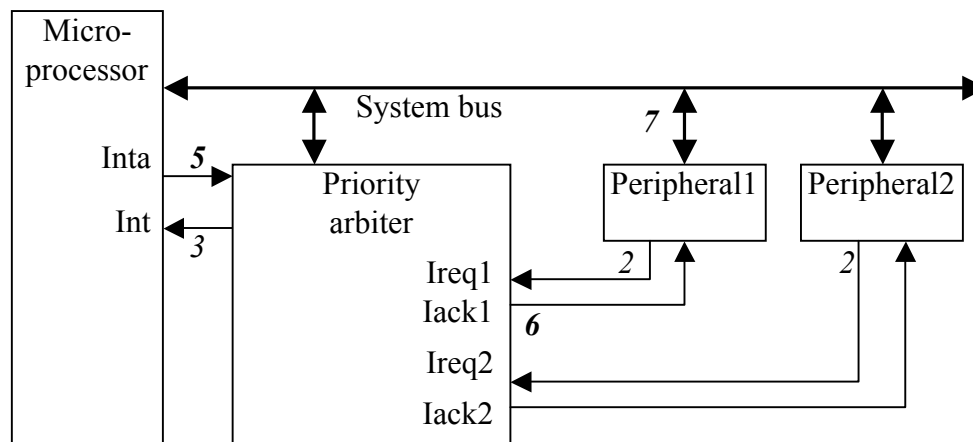 Micro-
processor
System bus
7
Inta
5
Priority
arbiter
Peripheral1
Peripheral2
Int
3
Ireq1
2
2
Iack1
6
Ireq2
Iack2